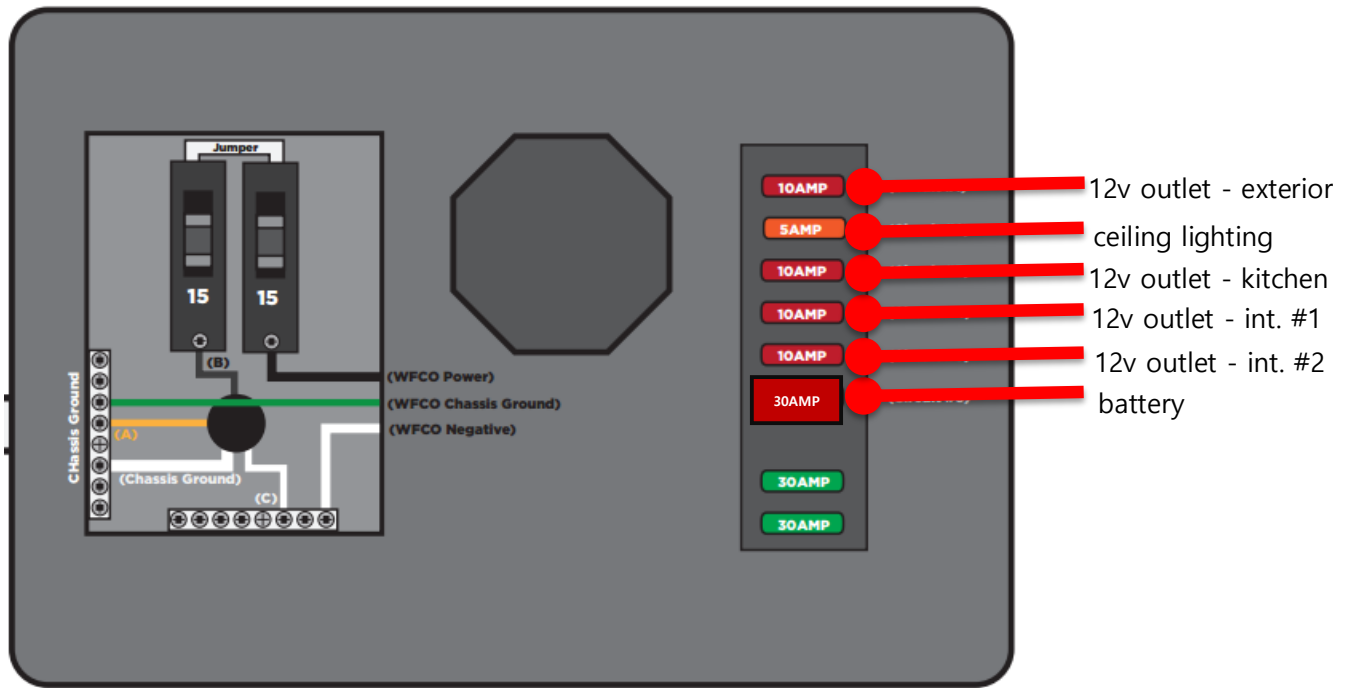 Jumper
15
15
(B)
(WFCO Power)
(WFCO Chassis Ground)
(WFCO Negative)
CHassis Ground
(A)
(Chassis Ground)
(C)
10AMP
12v outlet - exterior
5AMP
ceiling lighting
10AMP
12v outlet - kitchen
10AMP
12v outlet - int. #1
10AMP
12v outlet - int. #2
30AMP
battery
30AMP
30AMP